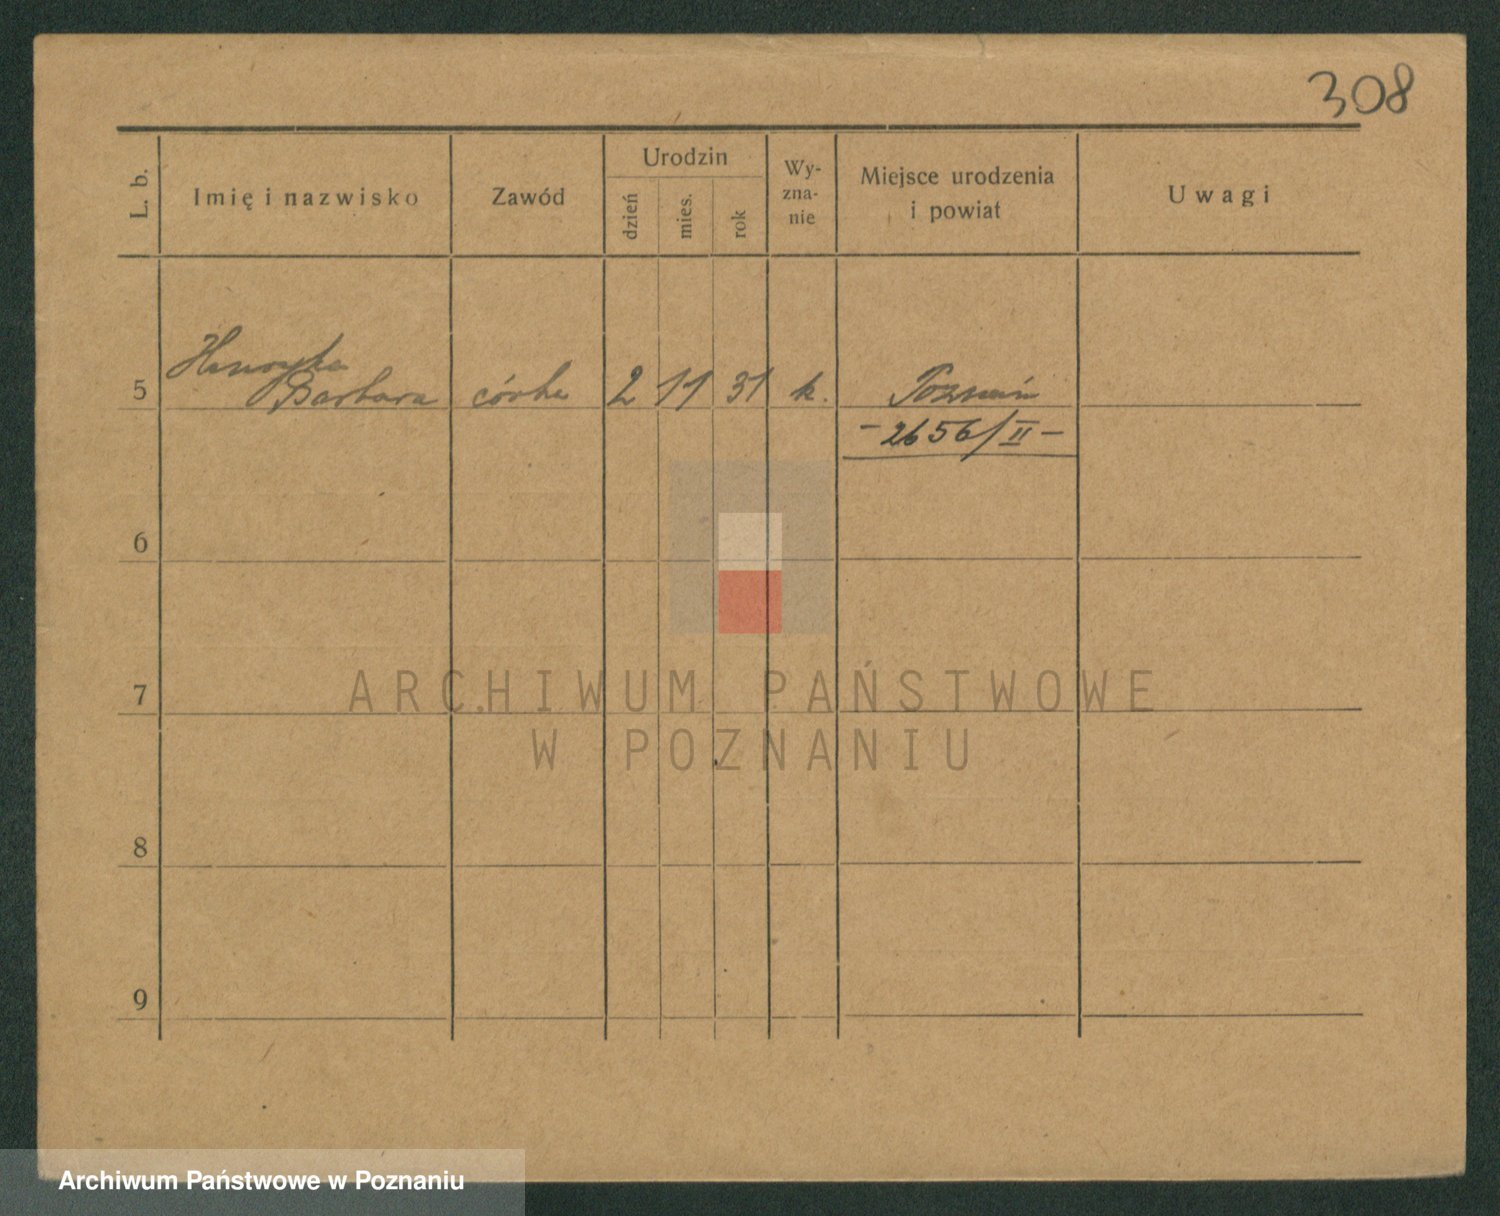 308
L. b.
Imię i nazwisko
Zawód
Urodzin
dzień
mies.
rok
Wy-
zna-
nie
Miejsce urodzenia
i powiat
Uwagi
Henryka
5 Barbara córka 2 11 31 k. Poznań
- 2656/II -
6
7
8
9
ARCHIWUM PAŃSTWOWE
W POZNANIU
Archiwum Państwowe w Poznaniu